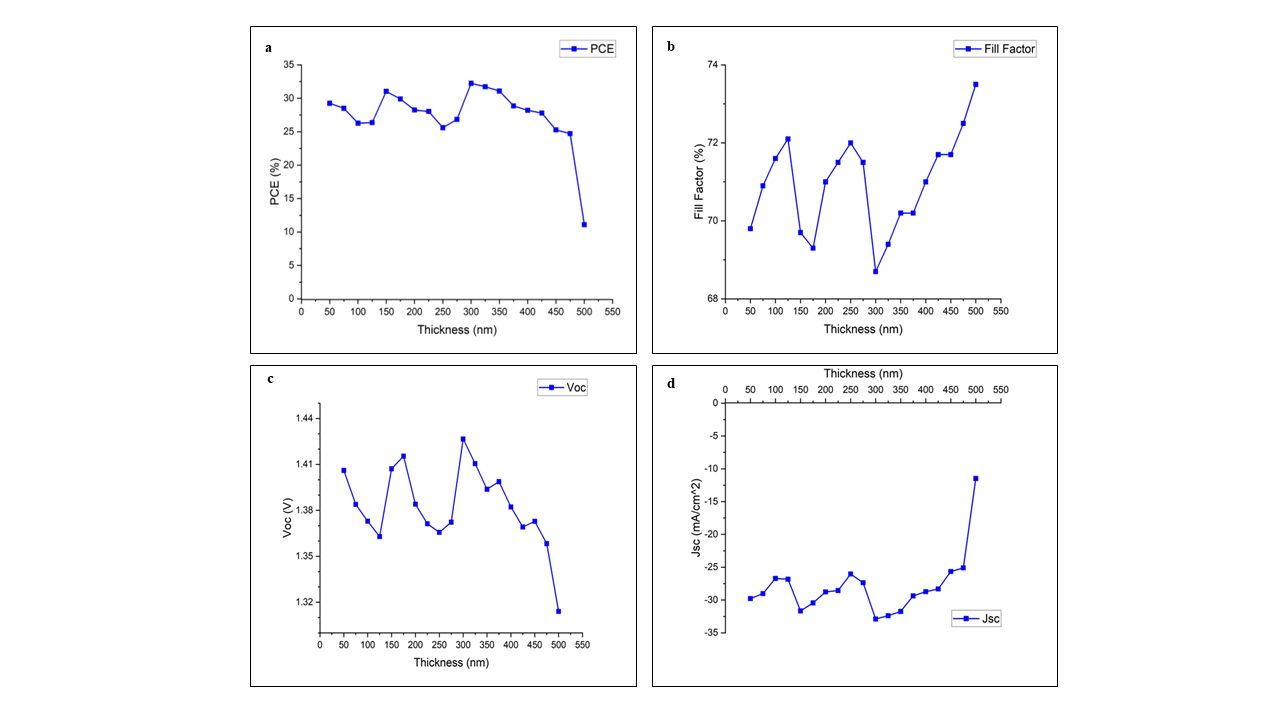 a
PCE
35
30
25
20
15
10
5
0
PCE (%)
0 50 100 150 200 250 300 350 400 450 500 550
Thickness (nm)
b
Fill Factor
74
72
70
68
Fill Factor (%)
0 50 100 150 200 250 300 350 400 450 500 550
Thickness (nm)
c
Voc
1.44
1.41
1.38
1.35
1.32
Voc (V)
0 50 100 150 200 250 300 350 400 450 500 550
Thickness (nm)
d
Thickness (nm)
0 50 100 150 200 250 300 350 400 450 500 550
0
-5
-10
-15
-20
-25
-30
-35
Jsc (mA/cm^2)
Jsc